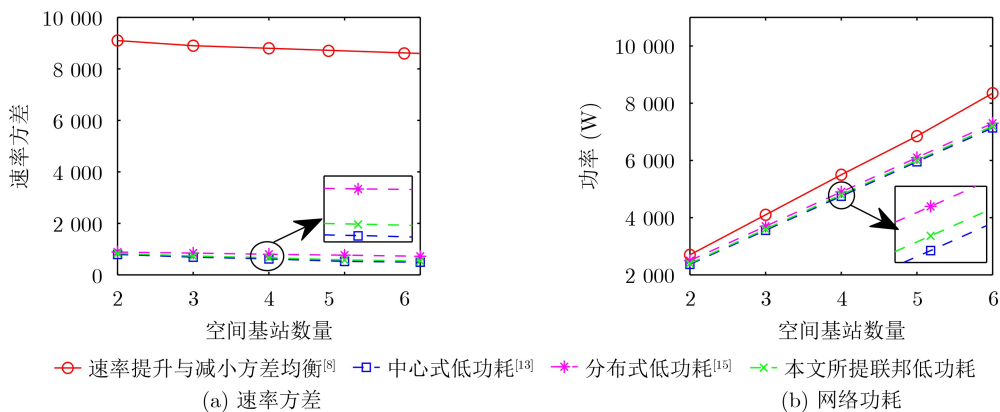 10 000
8 000
6 000
4 000
2 000
0
速率方差
2 3 4 5 6
空间基站数量
10 000
8 000
6 000
4 000
2 000
功率 (W)
2 3 4 5 6
空间基站数量
速率提升与减小方差均衡[8] 中心式低功耗[13] 分布式低功耗[15] 本文所提联邦低功耗
(a) 速率方差 (b) 网络功耗